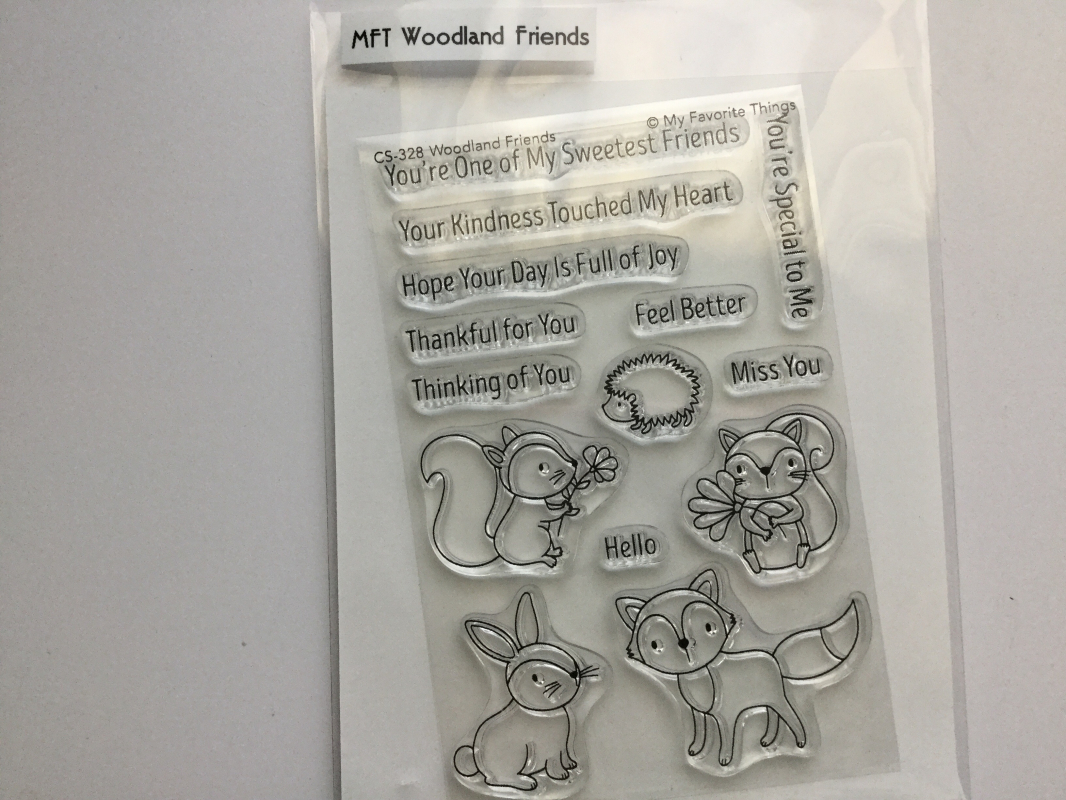 MFT Woodland Friends
CS-328 Woodland Friends
© My Favorite Things
You're One of My Sweetest Friends
You're Special to Me
Your Kindness Touched My Heart
Hope Your Day Is Full of Joy
Feel Better
Thankful for You
Thinking of You
Miss You
Hello